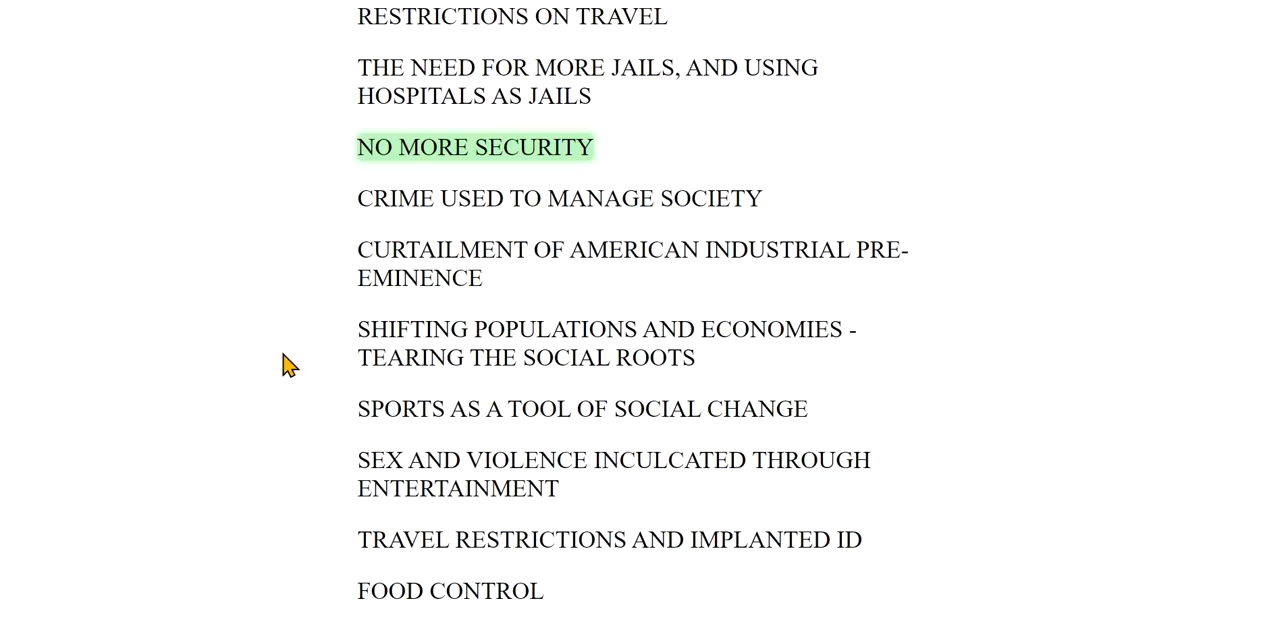 RESTRICTIONS ON TRAVEL
THE NEED FOR MORE JAILS, AND USING
HOSPITALS AS JAILS
NO MORE SECURITY
CRIME USED TO MANAGE SOCIETY
CURTAILMENT OF AMERICAN INDUSTRIAL PRE-
EMINENCE
SHIFTING POPULATIONS AND ECONOMIES -
TEARING THE SOCIAL ROOTS
SPORTS AS A TOOL OF SOCIAL CHANGE
SEX AND VIOLENCE INCULCATED THROUGH
ENTERTAINMENT
TRAVEL RESTRICTIONS AND IMPLANTED ID
FOOD CONTROL